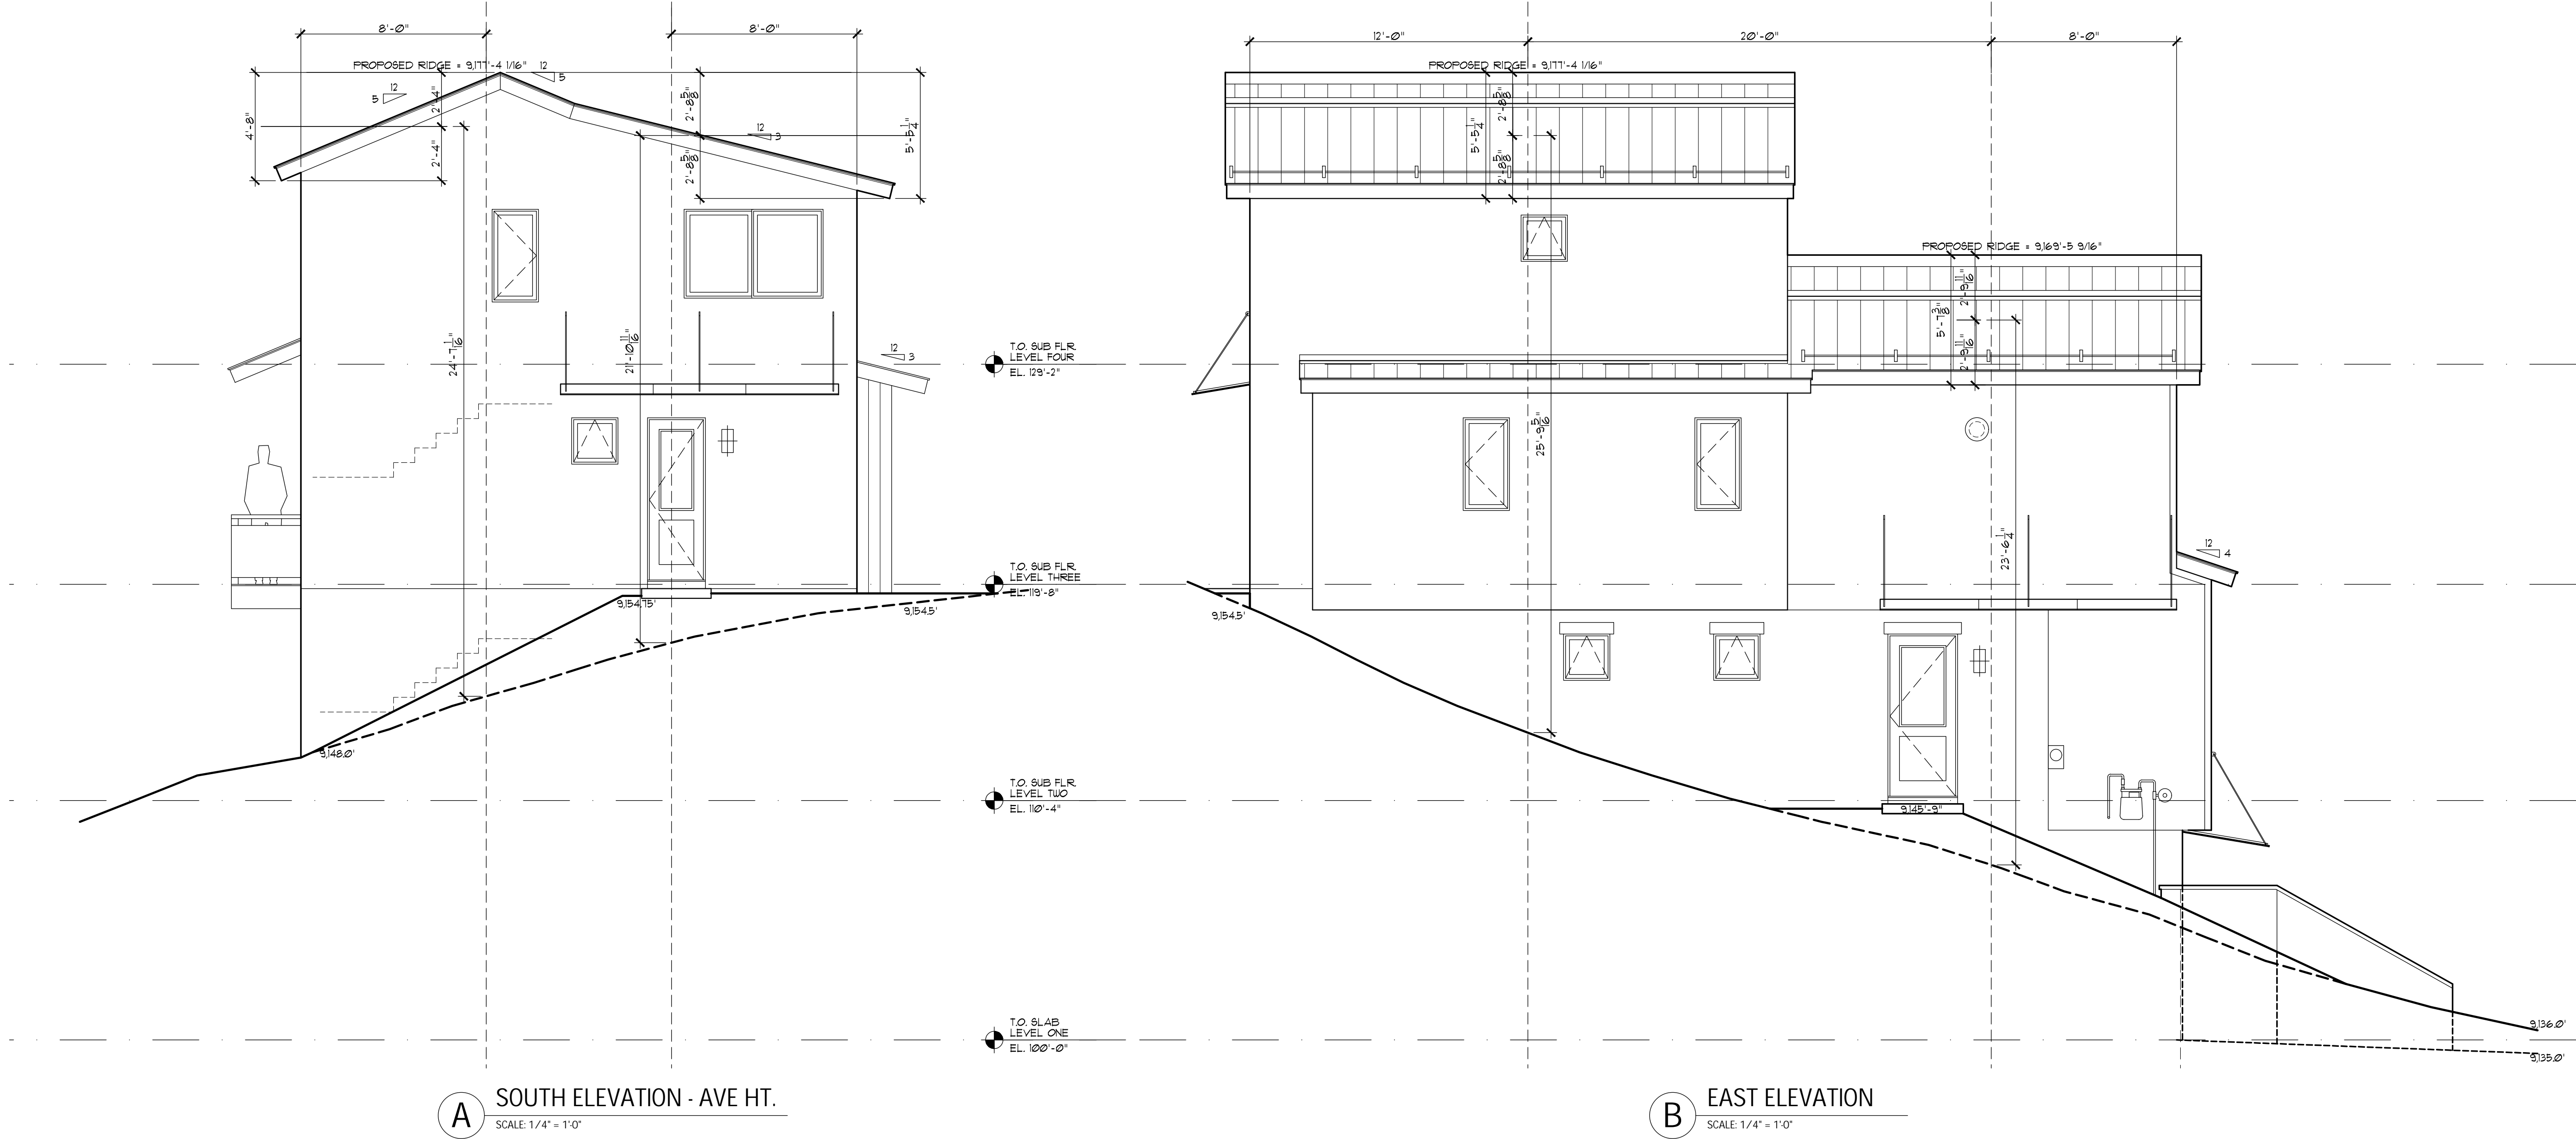 8'-0"
8'-0"
PROPOSED RIDGE = 9,177'-4 1/16"
12
5
12
5
4'-8"
2'-4"
2'-4"
2'-8 5/8"
2'-8 5/8"
5'-5 1/4"
12
3
24'-7 1/16"
21'-10 11/16"
12
3
9,154.75'
9,154.5'
9,148.0'
T.O. SUB FLR.
LEVEL FOUR
EL. 129'-2"
T.O. SUB FLR.
LEVEL THREE
EL. 119'-8"
T.O. SUB FLR.
LEVEL TWO
EL. 110'-4"
T.O. SLAB
LEVEL ONE
EL. 100'-0"
A
SOUTH ELEVATION - AVE HT.
SCALE: 1/4" = 1'-0"
12'-0"
20'-0"
8'-0"
PROPOSED RIDGE = 9,177'-4 1/16"
5'-5 1/4"
2'-8 5/8"
2'-8 5/8"
PROPOSED RIDGE = 9,169'-5 9/16"
5'-7 3/8"
2'-9 11/16"
2'-9 11/16"
25'-9 5/16"
23'-6 1/4"
12
4
9,154.5'
9,145'-9"
9,136.0'
9,135.0'
B
EAST ELEVATION
SCALE: 1/4" = 1'-0"